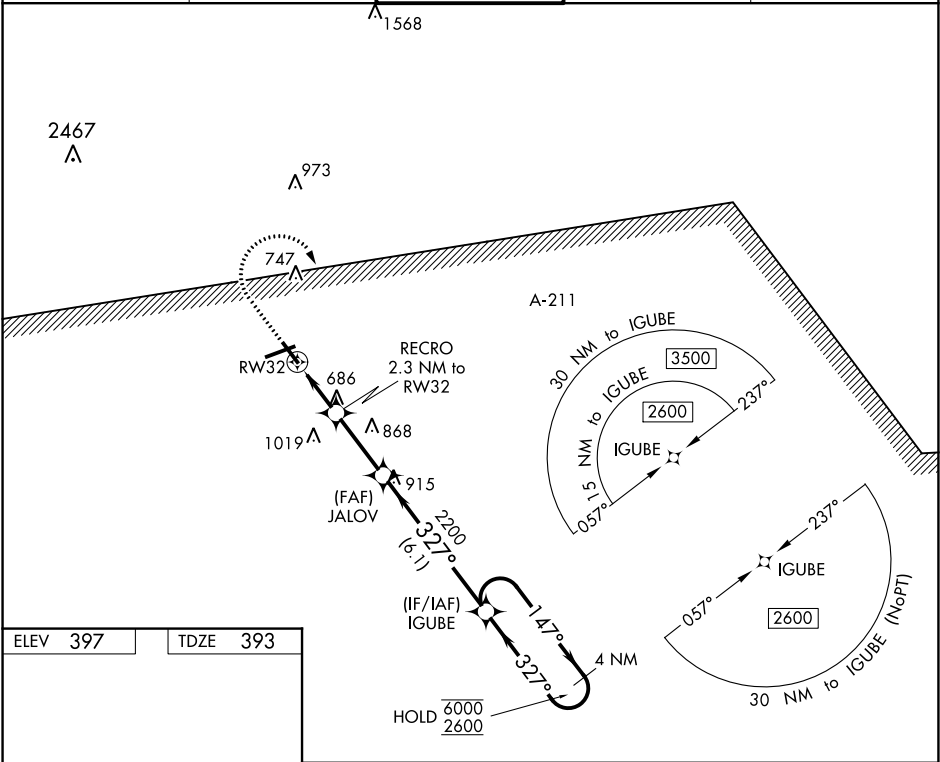 1568
2467
973
747
A-211
RW32
RECRO
2.3 NM to
RW32
686
1019
868
915
(FAF)
JALOV
2200
327°
(6.1)
(IF/IAF)
IGUBE
147°
327°
4 NM
HOLD 6000
2600
30 NM to IGUBE
3500
15 NM to IGUBE
2600
237°
IGUBE
057°
237°
IGUBE
057°
2600
30 NM to IGUBE (NoPT)
ELEV 397
TDZE 393